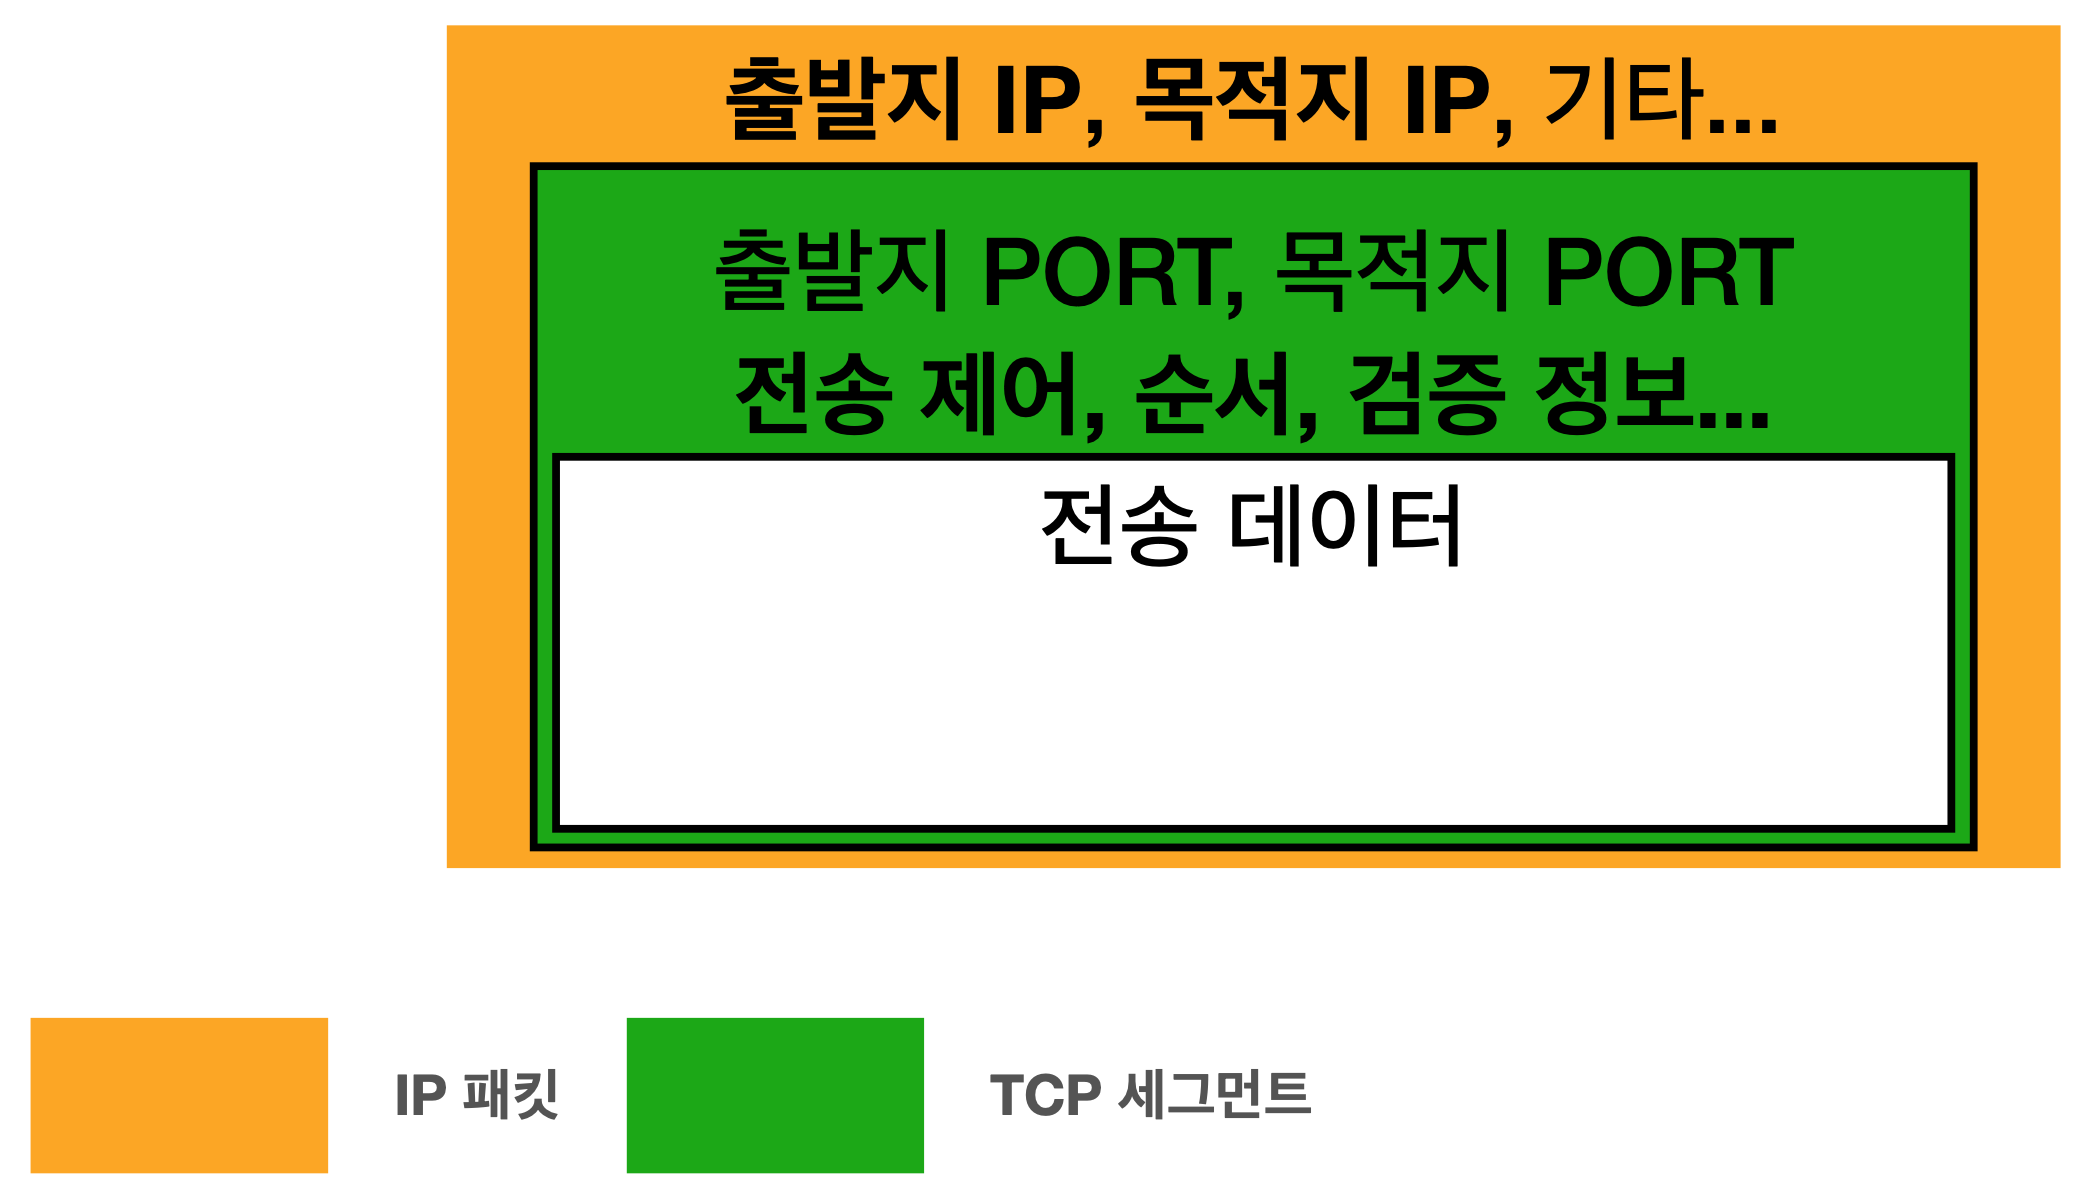 출발지 IP, 목적지 IP, 기타...
출발지 PORT, 목적지 PORT
전송 제어, 순서, 검증 정보...
전송 데이터
IP 패킷
TCP 세그먼트